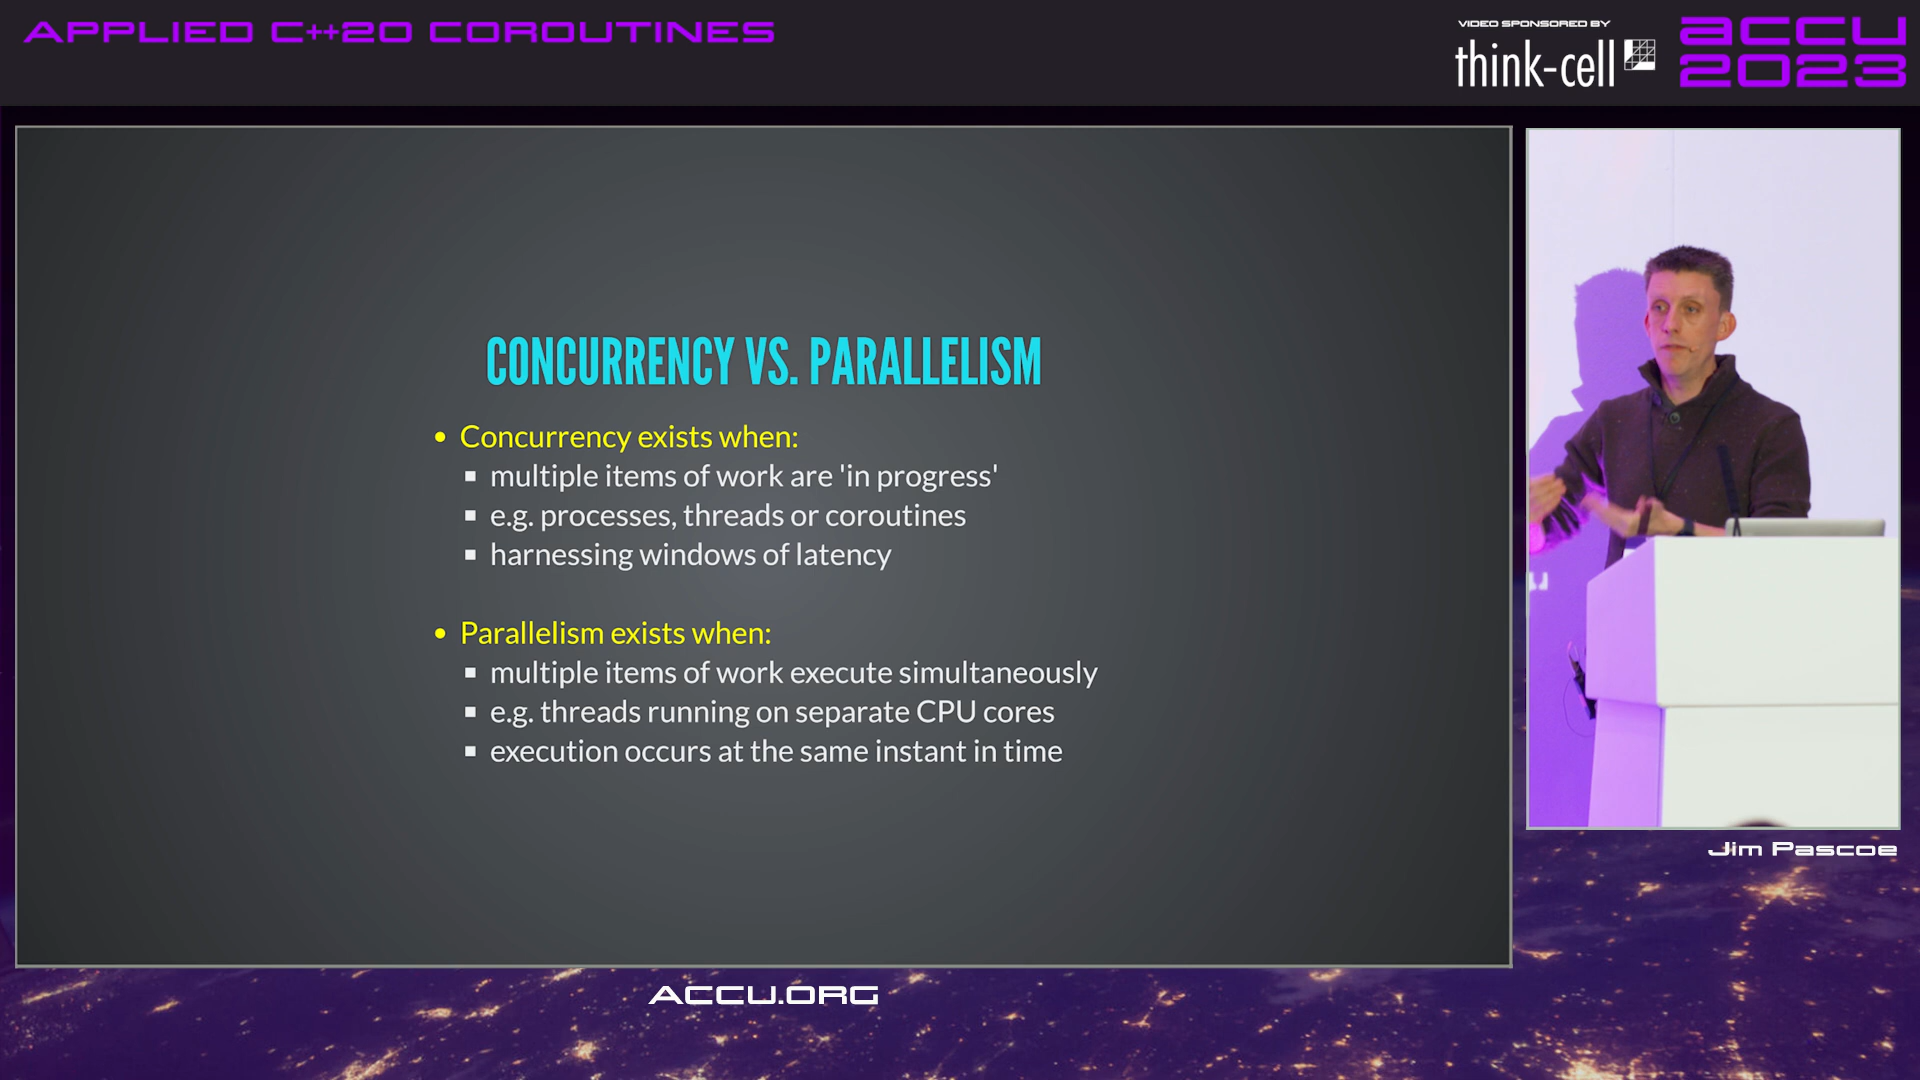 APPLIED C++20 COROUTINES
VIDEO SPONSORED BY
think-cell
ACCU
2023
CONCURRENCY VS. PARALLELISM
Concurrency exists when:
multiple items of work are 'in progress'
e.g. processes, threads or coroutines
harnessing windows of latency
Parallelism exists when:
multiple items of work execute simultaneously
e.g. threads running on separate CPU cores
execution occurs at the same instant in time
Jim Pascoe
ACCU.ORG